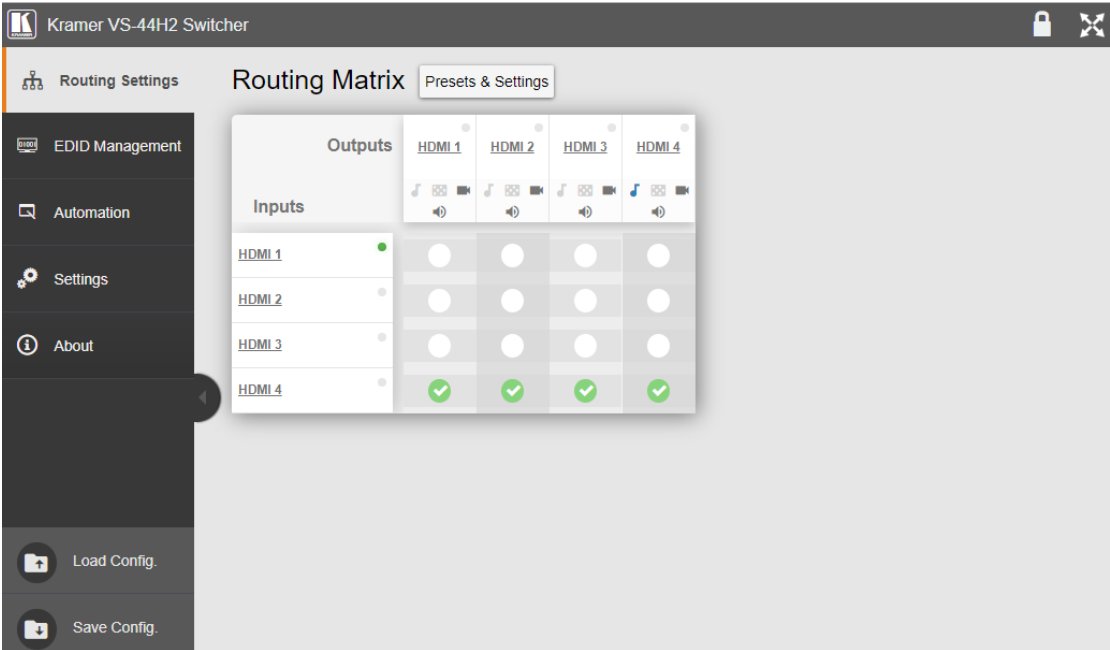 Kramer VS-44H2 Switcher
Routing Settings
EDID Management
Automation
Settings
About
Load Config.
Save Config.
Routing Matrix
Presets & Settings
Outputs
HDMI 1 HDMI 2 HDMI 3 HDMI 4
Inputs
HDMI 1
HDMI 2
HDMI 3
HDMI 4